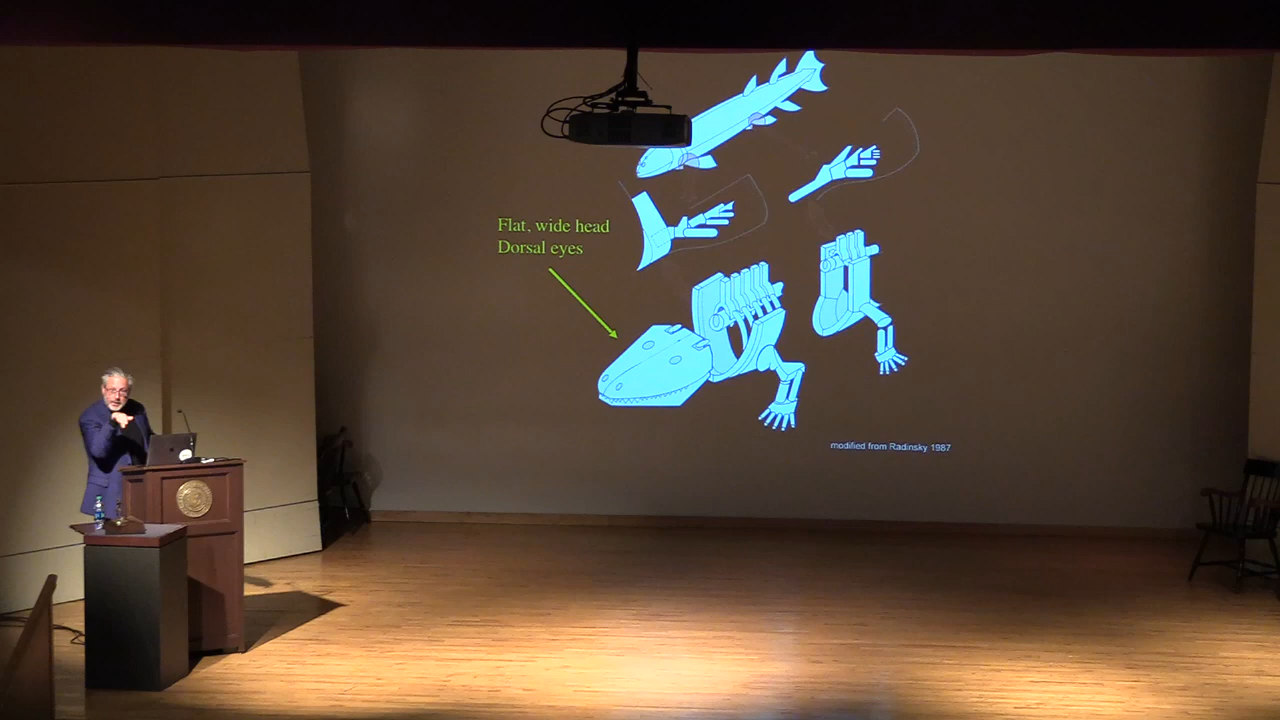 Flat, wide head
Dorsal eyes
modified from Radinsky 1987